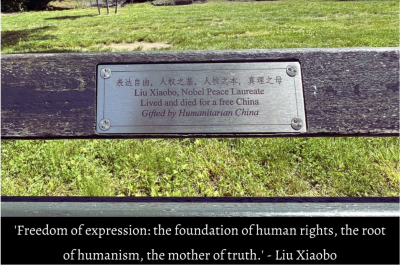 表达自由，人权之基，人性之本，真理之母
Liu Xiaobo, Nobel Peace Laureate
Lived and died for a free China
Gifted by Humanitarian China
'Freedom of expression: the foundation of human rights, the root
of humanism, the mother of truth.' - Liu Xiaobo